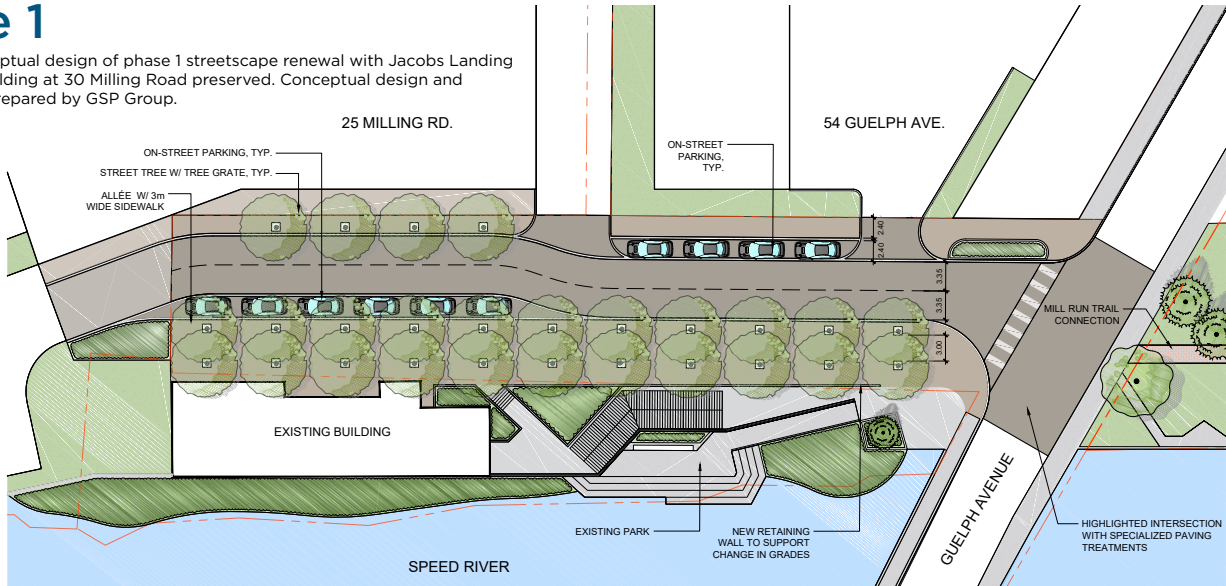 e 1
ptual design of phase 1 streetscape renewal with Jacobs Landing
lding at 30 Milling Road preserved. Conceptual design and
repared by GSP Group.
25 MILLING RD.
54 GUELPH AVE.
ON-STREET PARKING, TYP.
STREET TREE W/ TREE GRATE, TYP.
ALLÉE W/ 3m
WIDE SIDEWALK
ON-STREET
PARKING,
TYP.
2.40
2.40
3.35
3.35
3.00
MILL RUN TRAIL
CONNECTION
EXISTING BUILDING
EXISTING PARK
NEW RETAINING
WALL TO SUPPORT
CHANGE IN GRADES
GUELPH AVENUE
HIGHLIGHTED INTERSECTION
WITH SPECIALIZED PAVING
TREATMENTS
SPEED RIVER